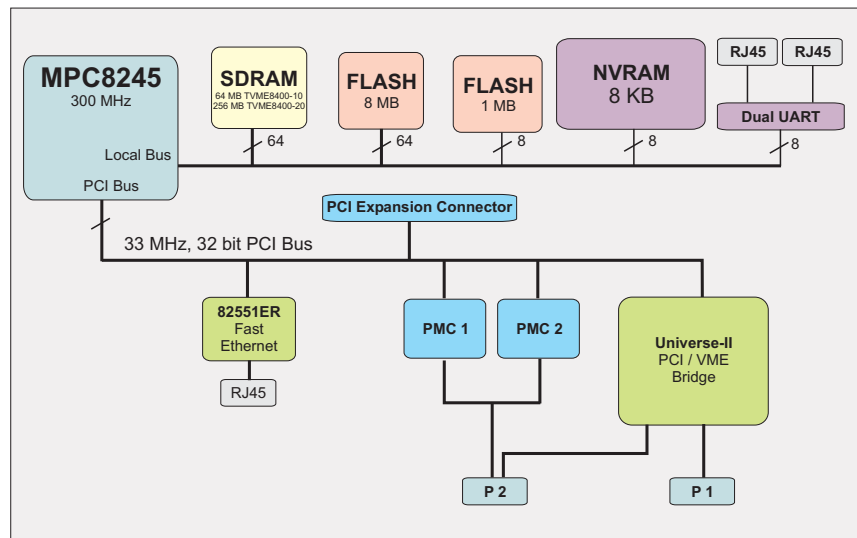 MPC8245
300 MHz
Local Bus
PCI Bus
SDRAM
64 MB TVME8400-10
256 MB TVME8400-20
64
FLASH
8 MB
64
FLASH
1 MB
8
NVRAM
8 KB
8
RJ45
RJ45
Dual UART
8
PCI Expansion Connector
33 MHz, 32 bit PCI Bus
82551ER
Fast
Ethernet
RJ45
PMC 1
PMC 2
Universe-II
PCI / VME
Bridge
P 2
P 1